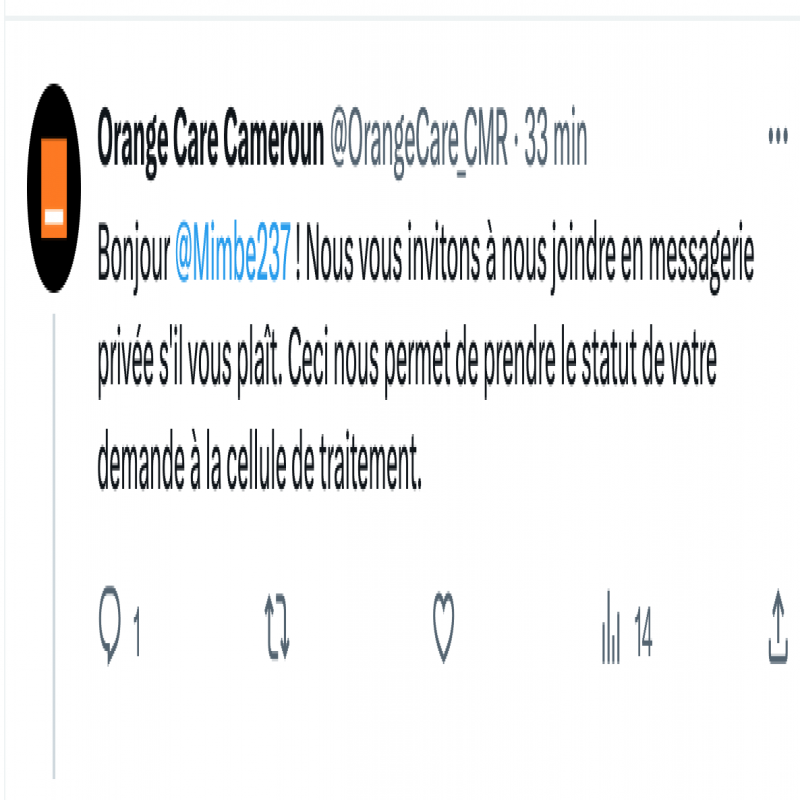 Orange Care Cameroun @OrangeCare_CMR · 33 min
Bonjour @Mimbe237 ! Nous vous invitons à nous joindre en messagerie
privée s'il vous plaît. Ceci nous permet de prendre le statut de votre
demande à la cellule de traitement.
1 14